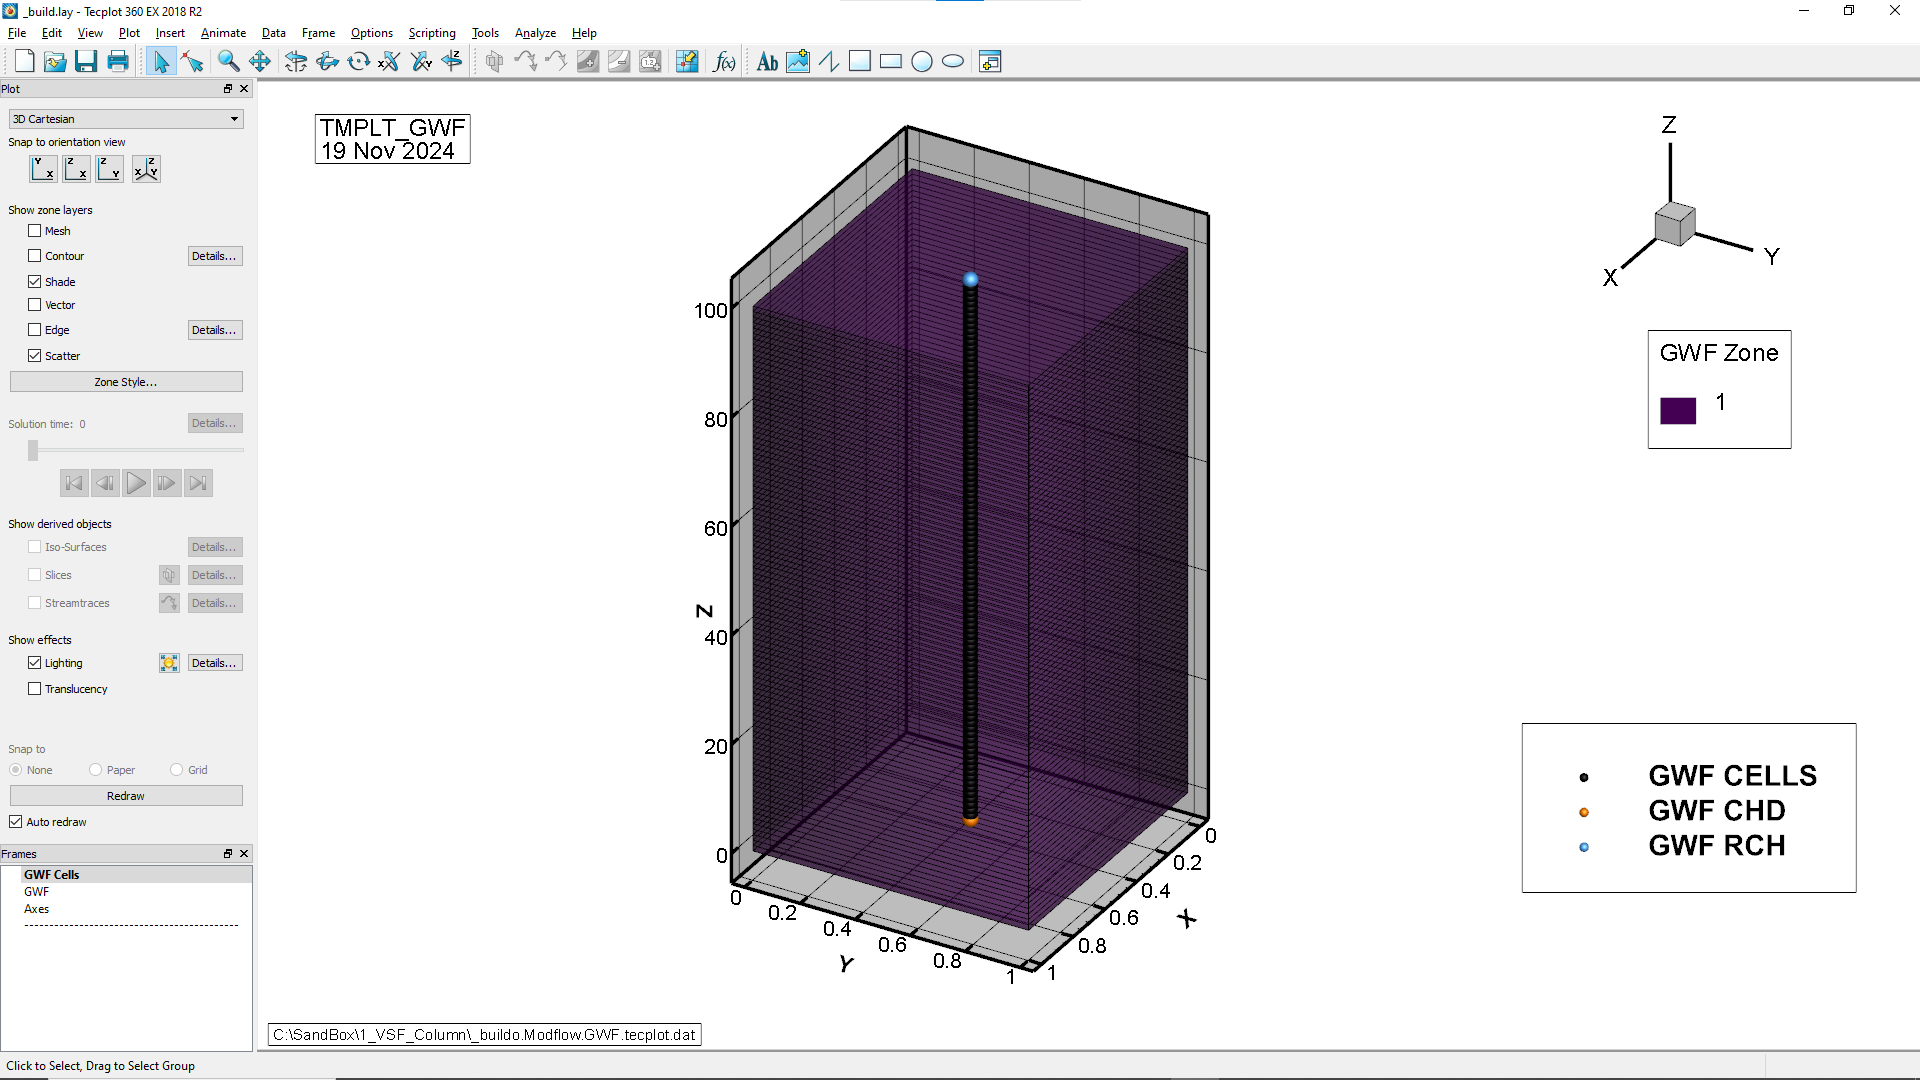 _build.lay - Tecplot 360 EX 2018 R2
File Edit View Plot Insert Animate Data Frame Options Scripting Tools Analyze Help
Plot
3D Cartesian
Snap to orientation view
Y X Z X Z Y Z X Y
Show zone layers
Mesh
Contour Details...
Shade
Vector
Edge Details...
Scatter
Zone Style...
Solution time: 0 Details...
Show derived objects
Iso-Surfaces Details...
Slices Details...
Streamtraces Details...
Show effects
Lighting Details...
Translucency
Snap to
None Paper Grid
Redraw
Auto redraw
Frames
GWF Cells
GWF
Axes
Click to Select, Drag to Select Group
TMPLT_GWF
19 Nov 2024
100
80
60
40
20
0
Z
0 0.2 0.4 0.6 0.8 1
Y
0 0.2 0.4 0.6 0.8 1
X
Z
X
Y
GWF Zone
1
GWF CELLS
GWF CHD
GWF RCH
C:\SandBox\1_VSF_Column\_buildo.Modflow.GWF.tecplot.dat
f(x) Ab